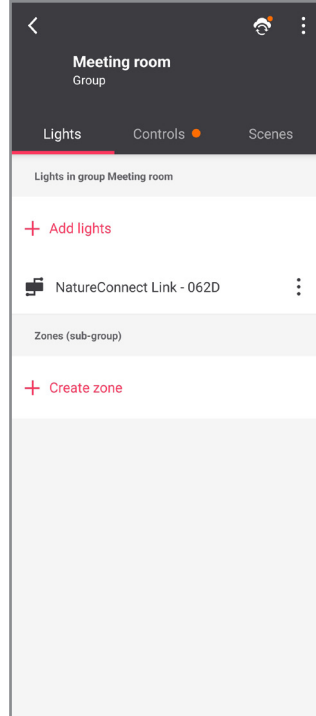 Meeting room
Group
Lights
Controls
Scenes
Lights in group Meeting room
Add lights
NatureConnect Link - 062D
Zones (sub-group)
Create zone